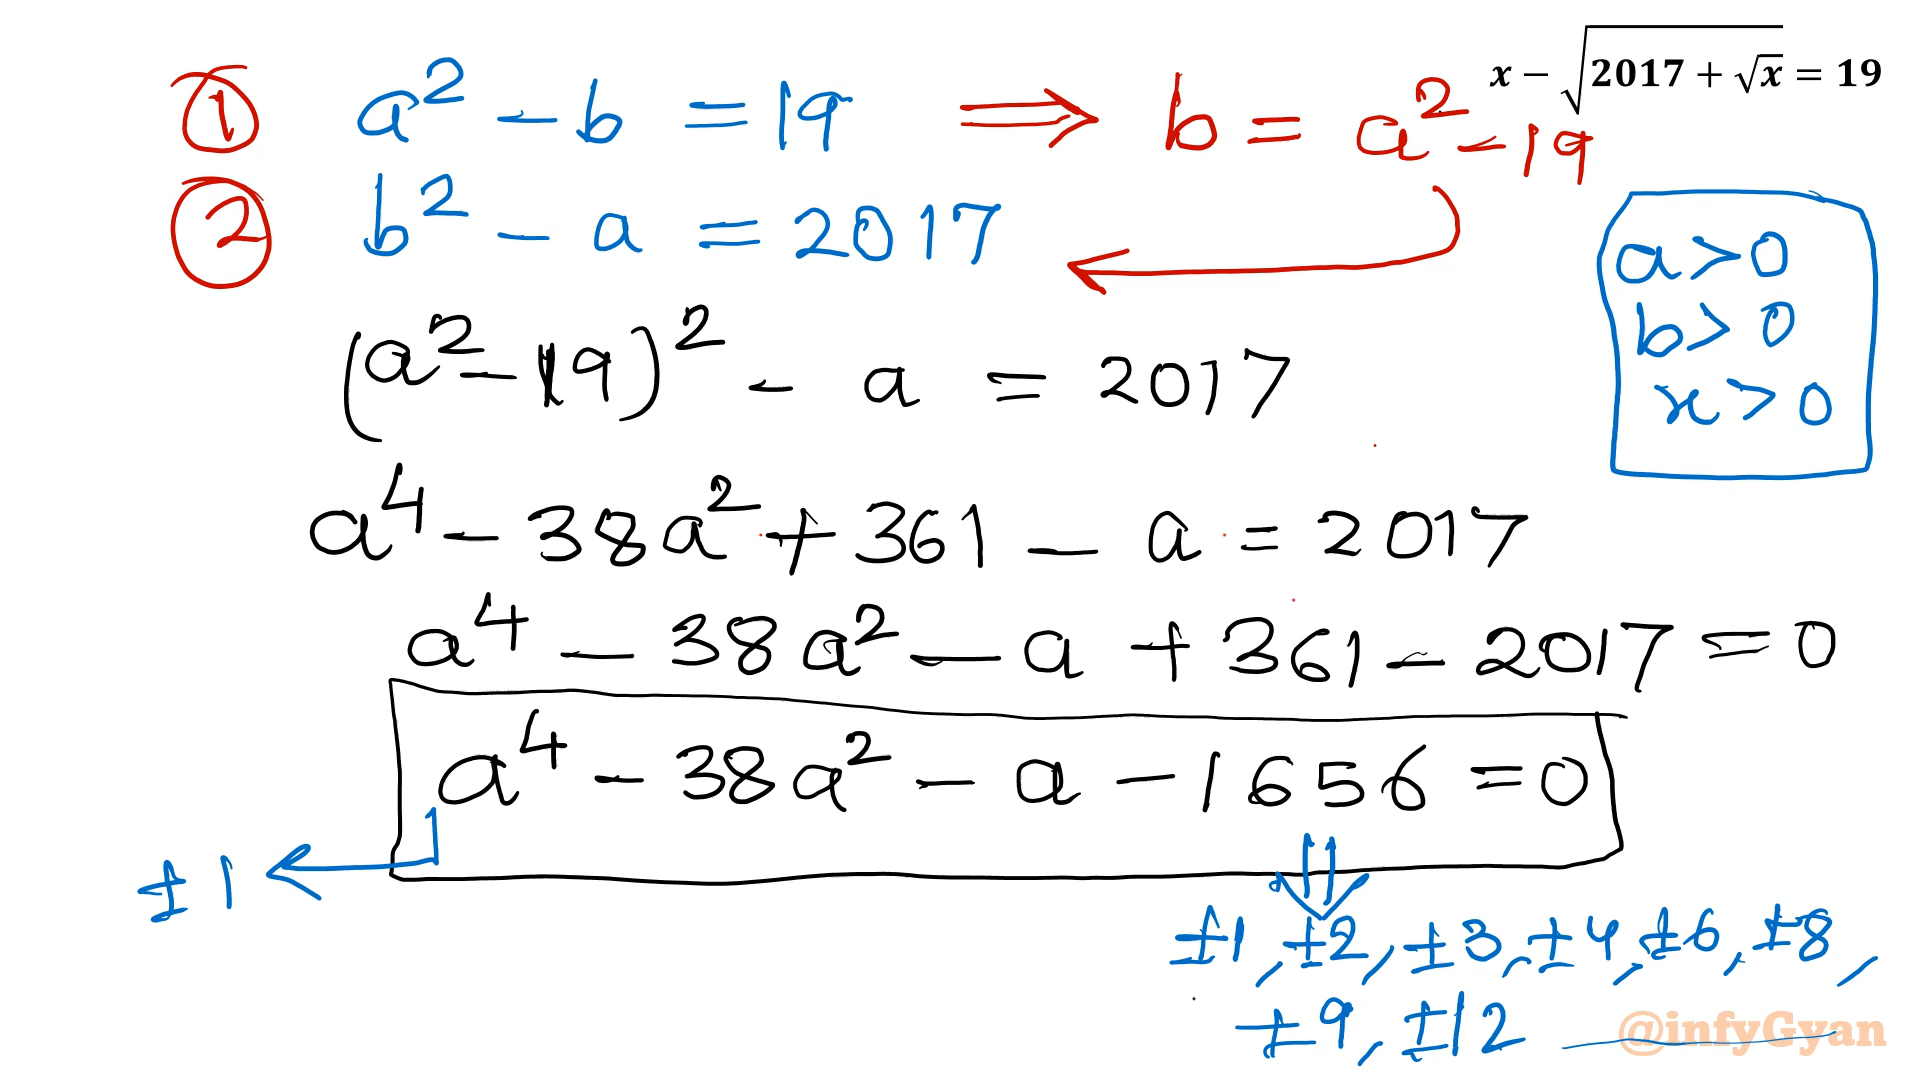 x − √(2017 + √x) = 19
① a² − b = 19 ⟹ b = a² − 19
② b² − a = 2017
a > 0
b > 0
x > 0
(a² − 19)² − a = 2017
a⁴ − 38a² + 361 − a = 2017
a⁴ − 38a² − a + 361 − 2017 = 0
a⁴ − 38a² − a − 1656 = 0
±1
±1, ±2, ±3, ±4, ±6, ±8,
±9, ±12
@infyGyan